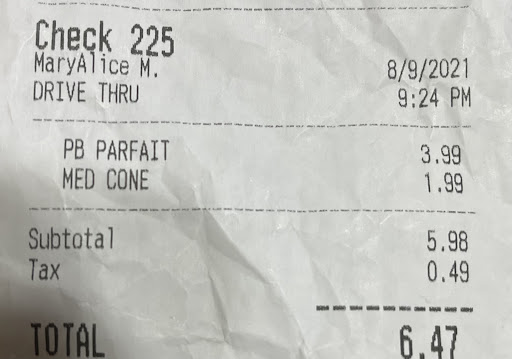 Check 225
MaryAlice M. 8/9/2021
DRIVE THRU 9:24 PM
PB PARFAIT 3.99
MED CONE 1.99
Subtotal 5.98
Tax 0.49
TOTAL 6.47